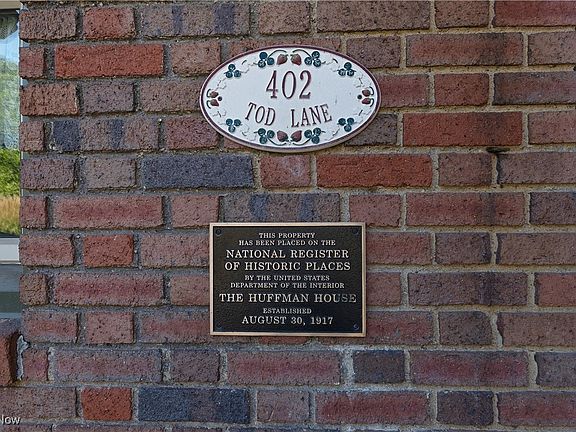 402
TOD LANE
THIS PROPERTY
HAS BEEN PLACED ON THE
NATIONAL REGISTER
OF HISTORIC PLACES
BY THE UNITED STATES
DEPARTMENT OF THE INTERIOR
THE HUFFMAN HOUSE
ESTABLISHED
AUGUST 30, 1917
Now